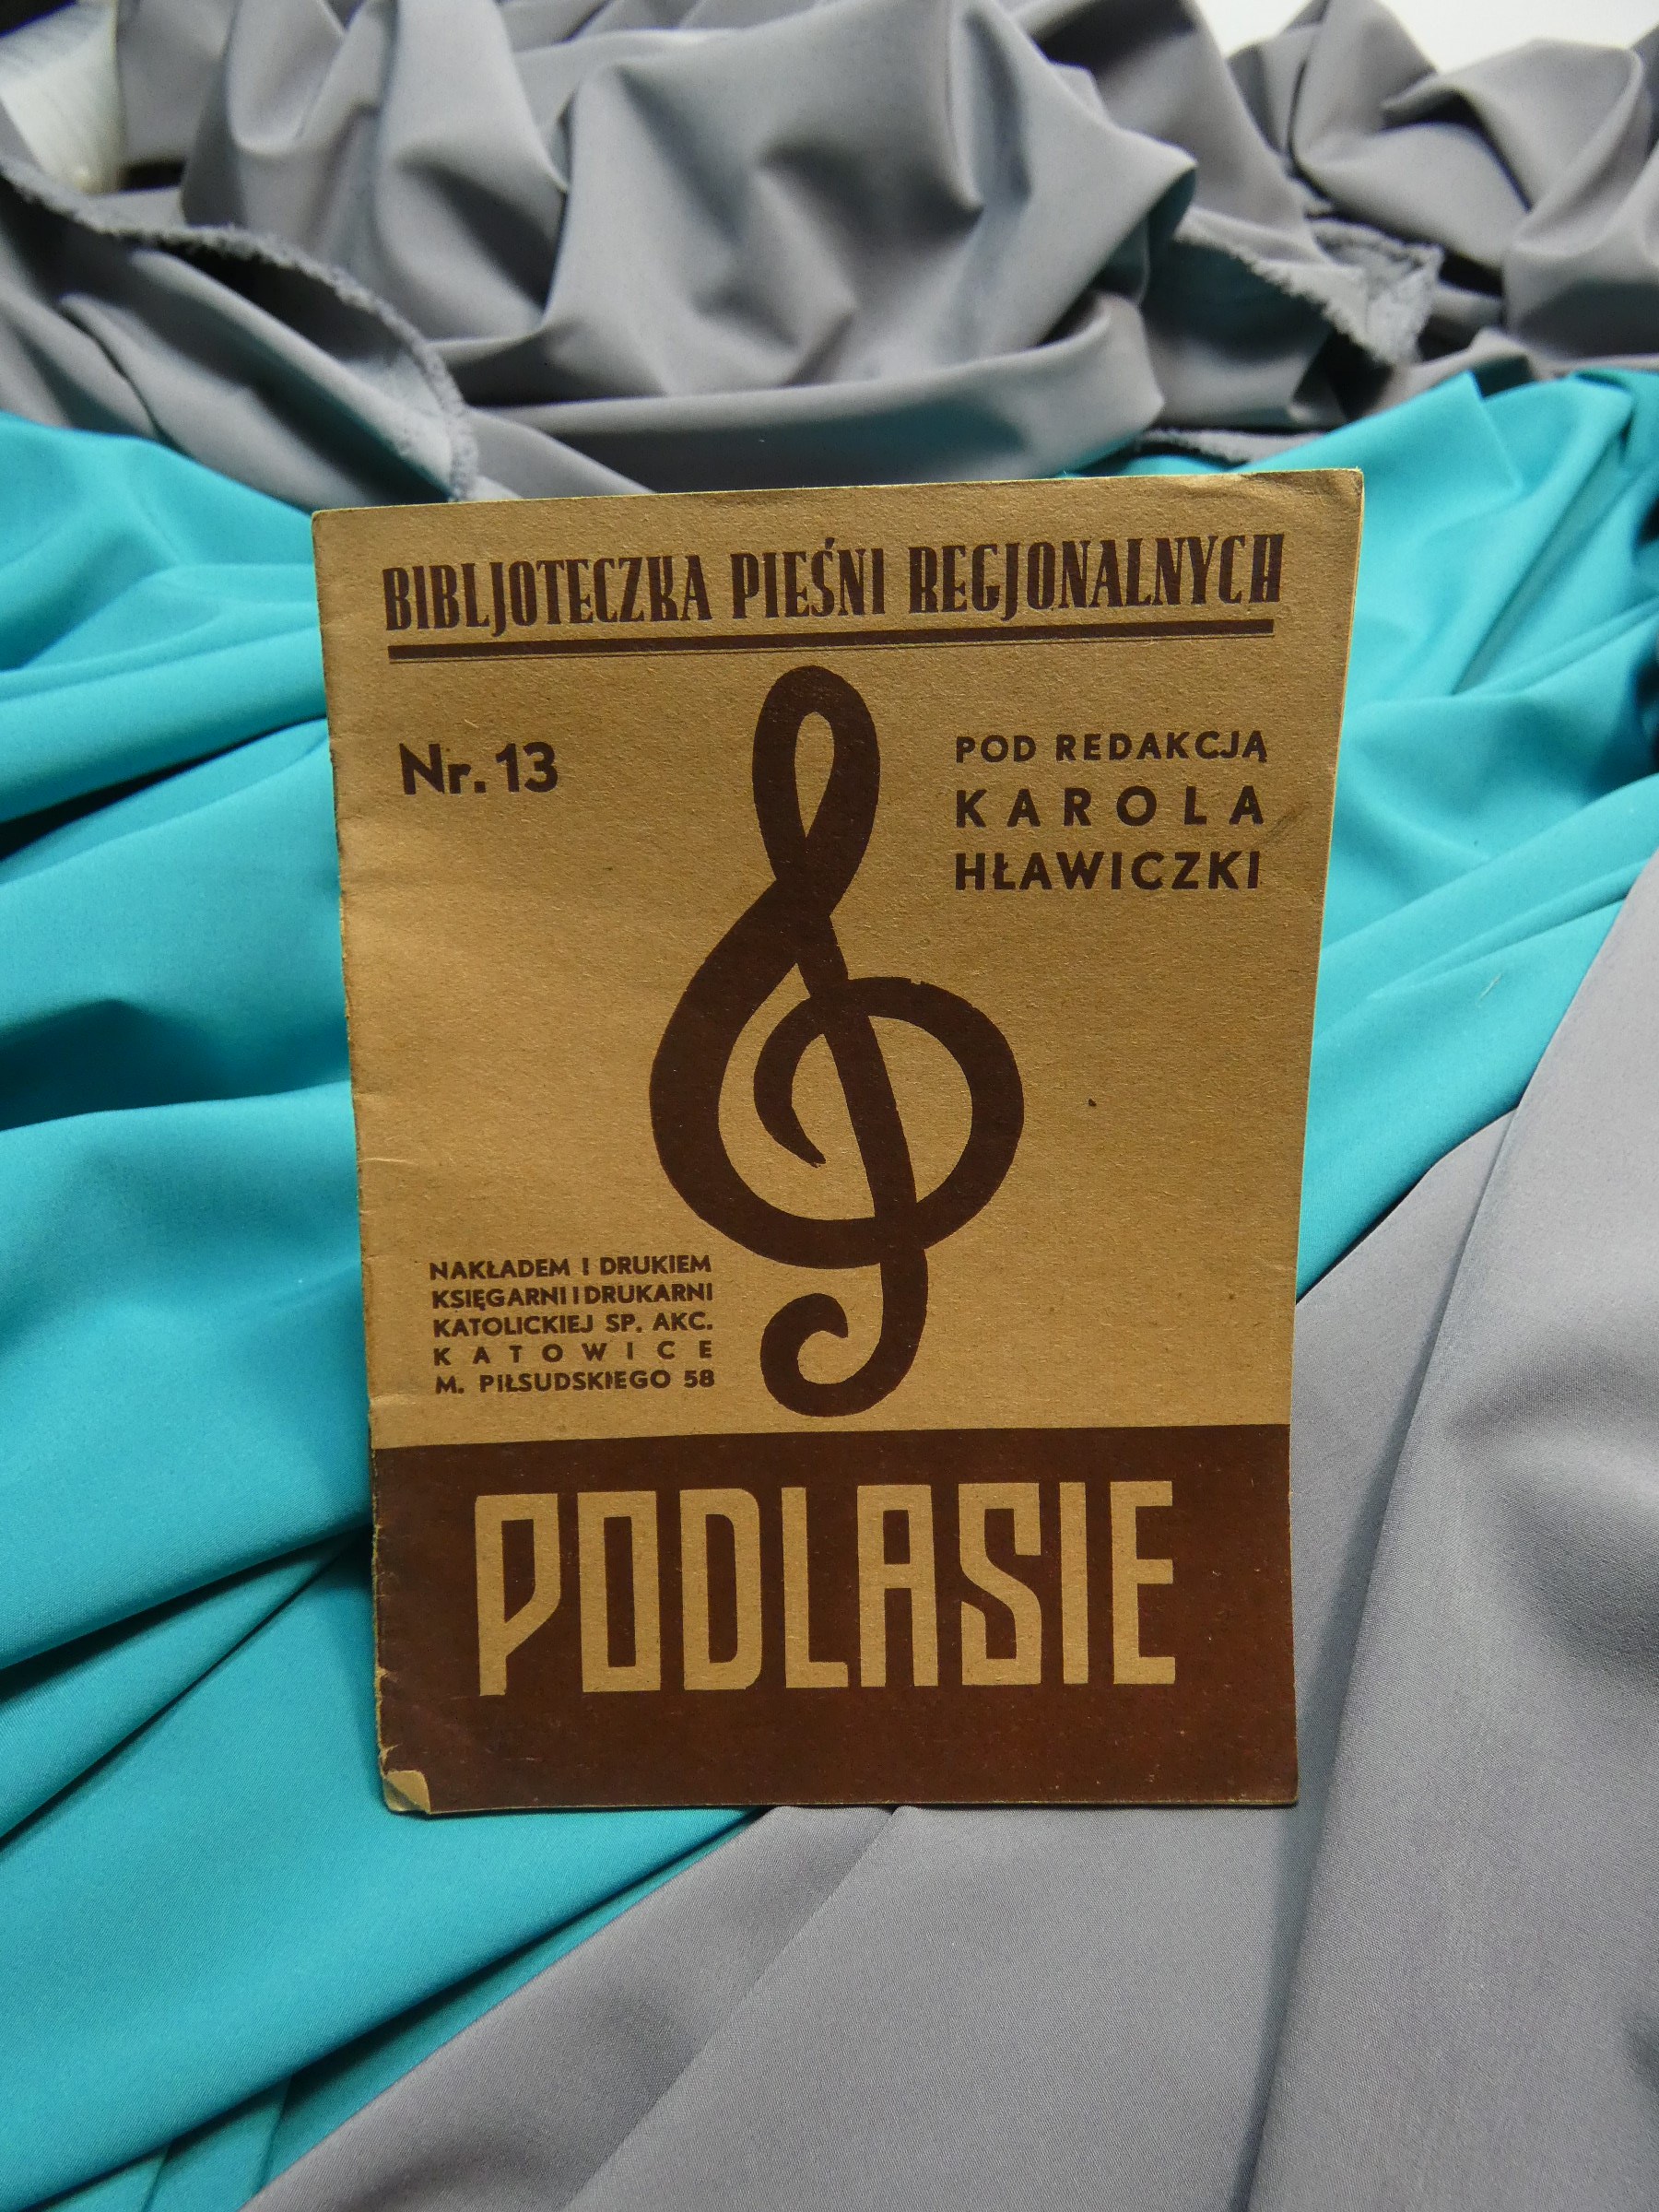 BIBLJOTECZKA PIEŚNI REGJONALNYCH
Nr. 13
POD REDAKCJĄ
KAROLA
HŁAWICZKI
NAKŁADEM I DRUKIEM
KSIĘGARNI I DRUKARNI
KATOLICKIEJ SP. AKC.
KATOWICE
M. PIŁSUDSKIEGO 58
PODLASIE